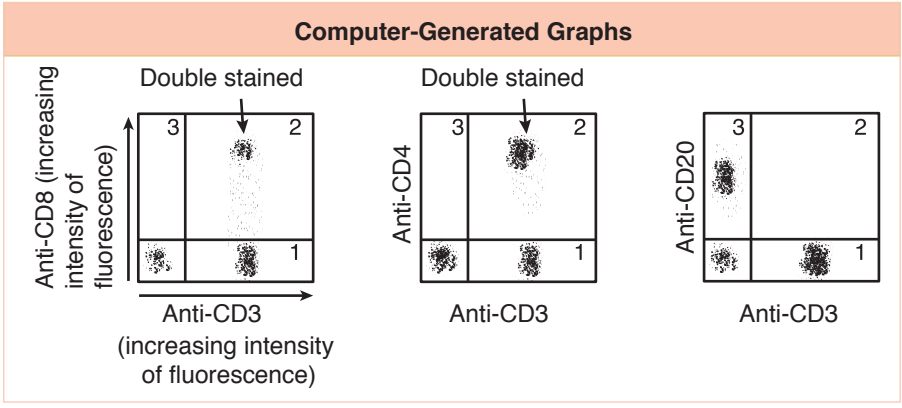 Computer-Generated Graphs
Double stained
Double stained
Anti-CD8 (increasing
intensity of
fluorescence)
3
2
1
Anti-CD3
(increasing intensity
of fluorescence)
Anti-CD4
3
2
1
Anti-CD3
Anti-CD20
3
2
1
Anti-CD3